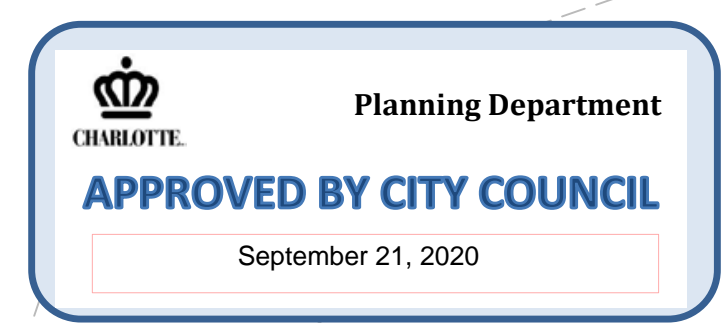 Planning Department
CHARLOTTE.
APPROVED BY CITY COUNCIL
September 21, 2020